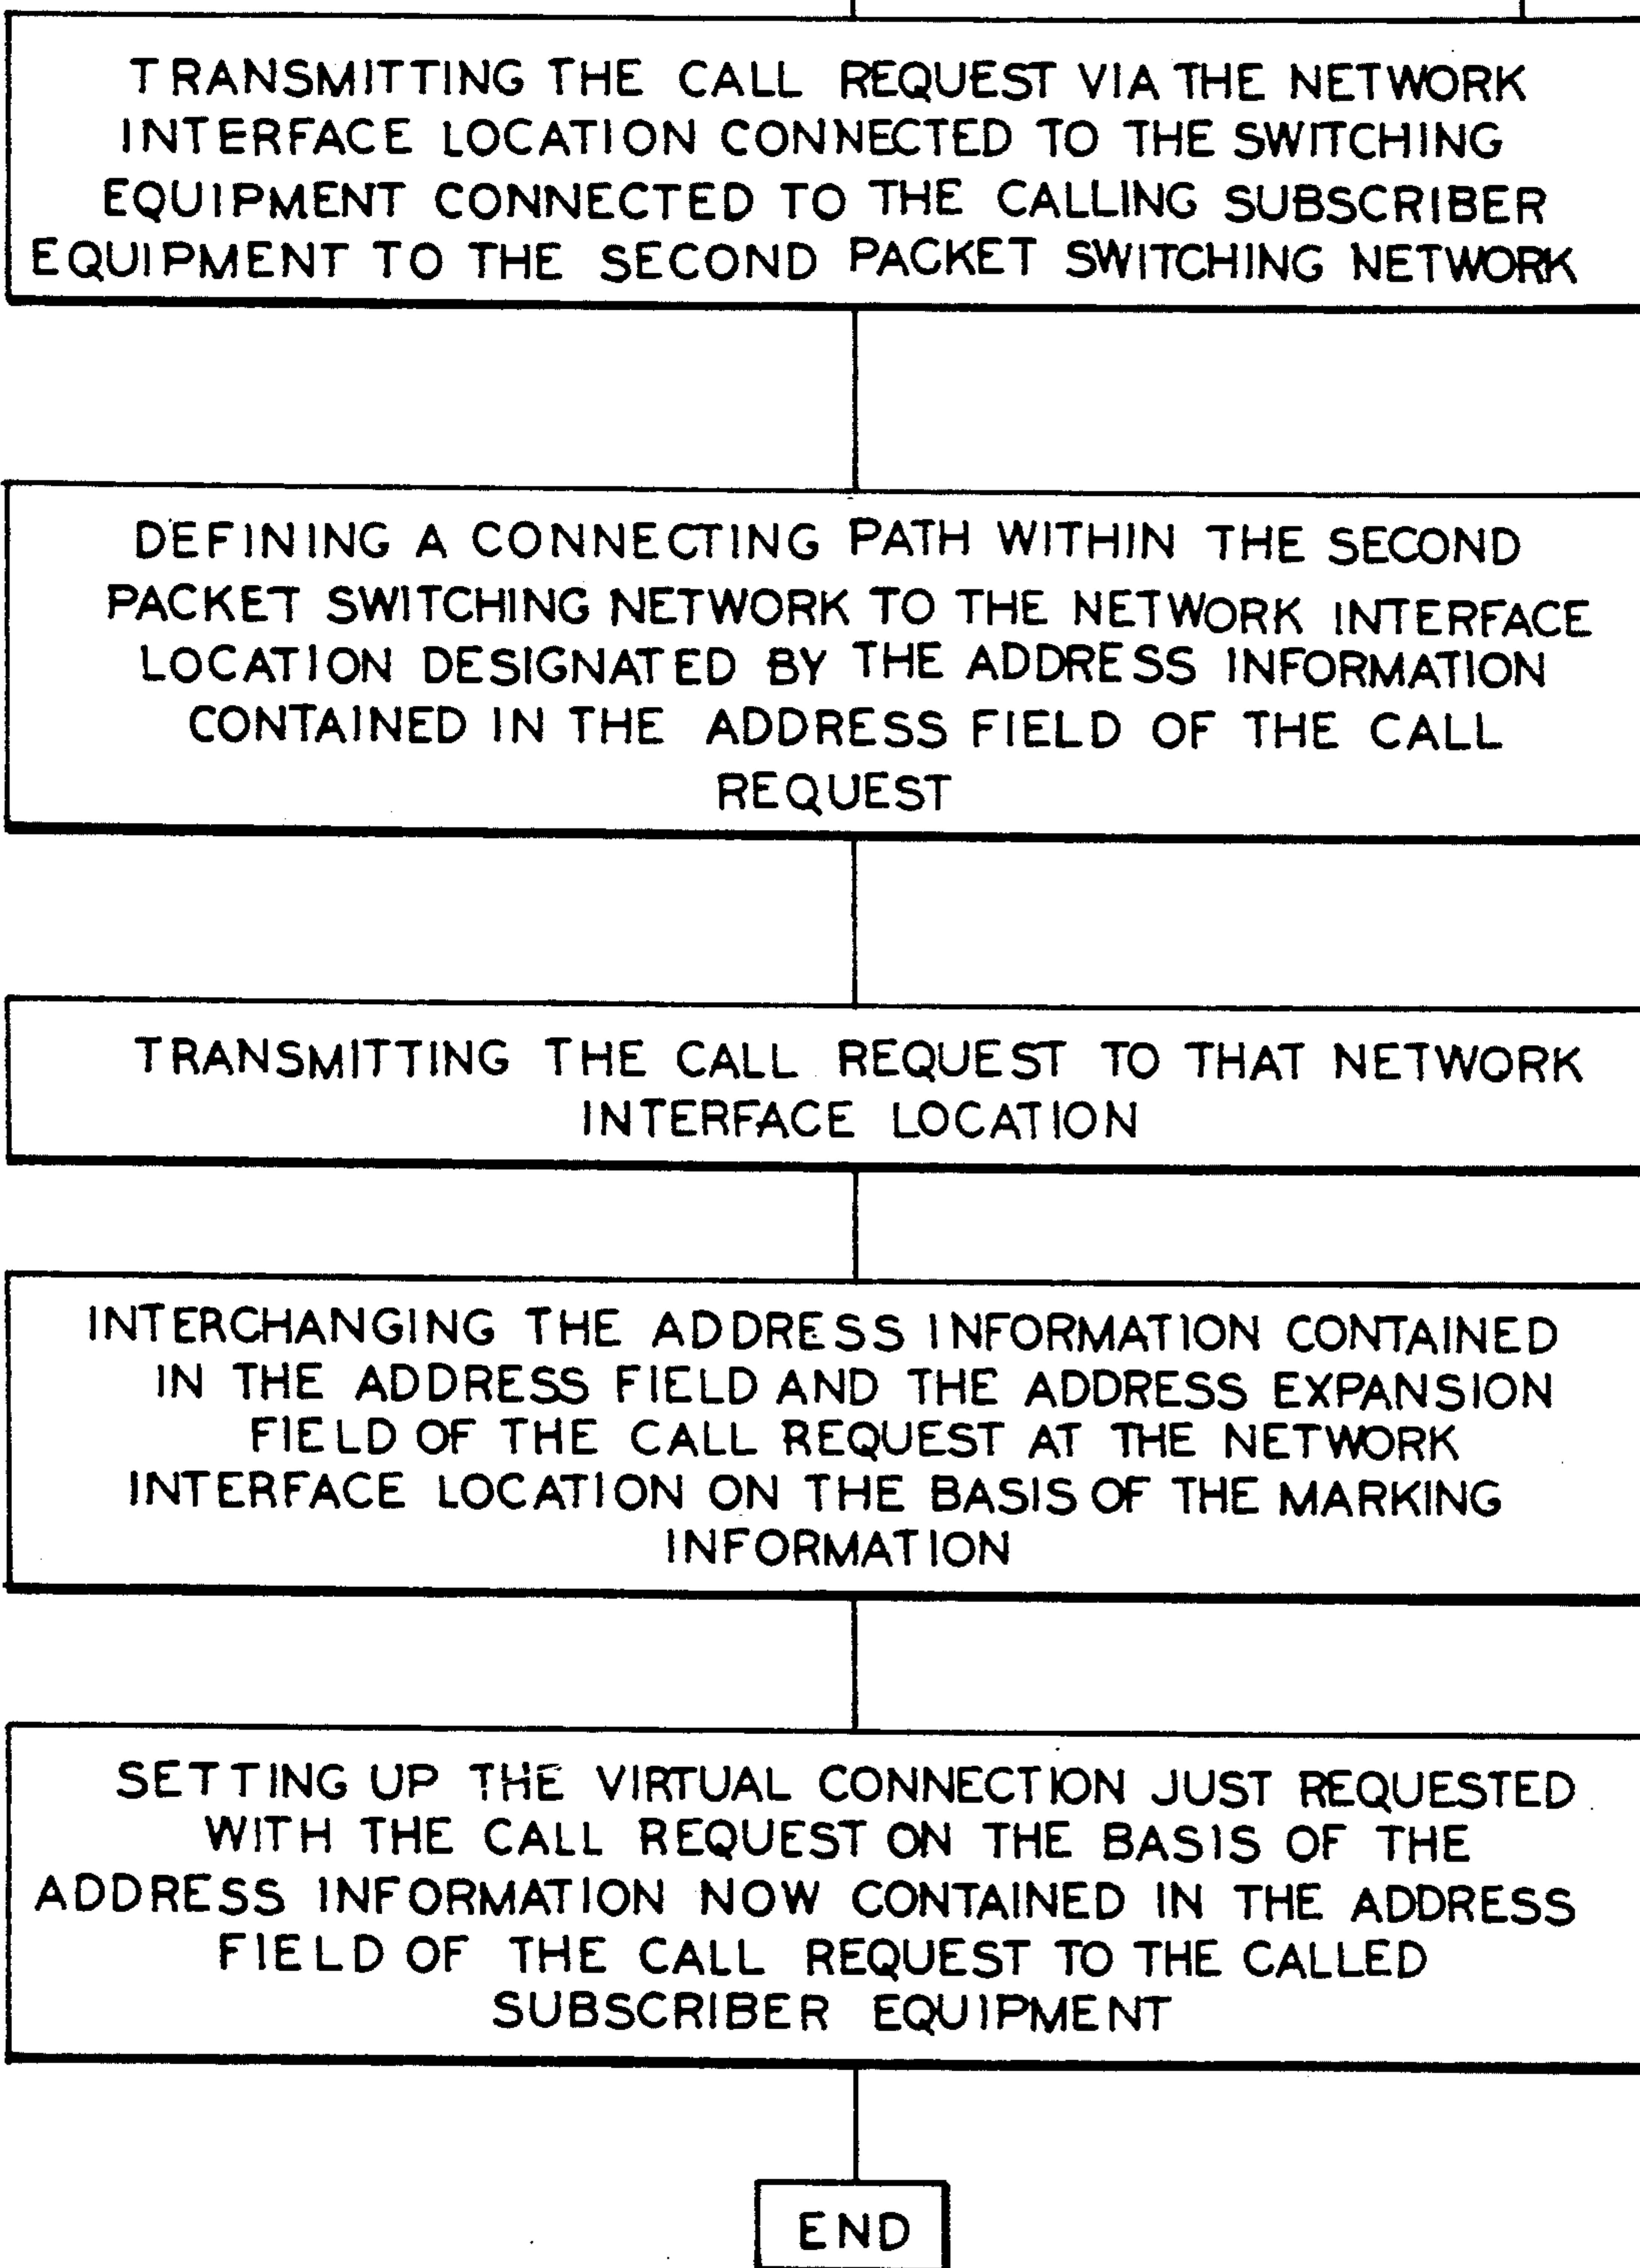 TRANSMITTING THE CALL REQUEST VIA THE NETWORK
INTERFACE LOCATION CONNECTED TO THE SWITCHING
EQUIPMENT CONNECTED TO THE CALLING SUBSCRIBER
EQUIPMENT TO THE SECOND PACKET SWITCHING NETWORK
DEFINING A CONNECTING PATH WITHIN THE SECOND
PACKET SWITCHING NETWORK TO THE NETWORK INTERFACE
LOCATION DESIGNATED BY THE ADDRESS INFORMATION
CONTAINED IN THE ADDRESS FIELD OF THE CALL
REQUEST
TRANSMITTING THE CALL REQUEST TO THAT NETWORK
INTERFACE LOCATION
INTERCHANGING THE ADDRESS INFORMATION CONTAINED
IN THE ADDRESS FIELD AND THE ADDRESS EXPANSION
FIELD OF THE CALL REQUEST AT THE NETWORK
INTERFACE LOCATION ON THE BASIS OF THE MARKING
INFORMATION
SETTING UP THE VIRTUAL CONNECTION JUST REQUESTED
WITH THE CALL REQUEST ON THE BASIS OF THE
ADDRESS INFORMATION NOW CONTAINED IN THE ADDRESS
FIELD OF THE CALL REQUEST TO THE CALLED
SUBSCRIBER EQUIPMENT
END